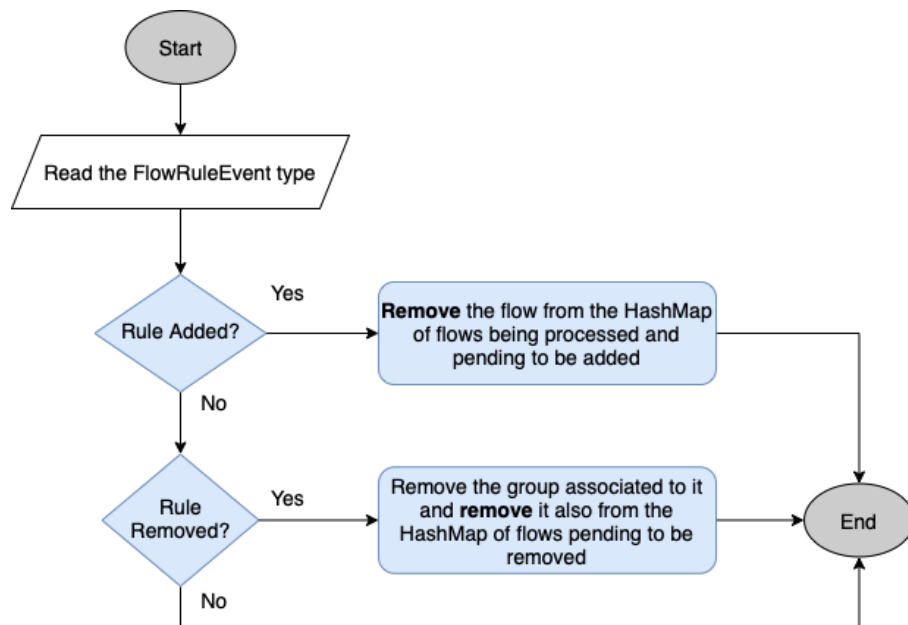 Start
Read the FlowRuleEvent type
Yes
Rule Added?
Remove the flow from the HashMap
of flows being processed and
pending to be added
No
Rule
Removed?
Yes
Remove the group associated to it
and remove it also from the
HashMap of flows pending to be
removed
End
No